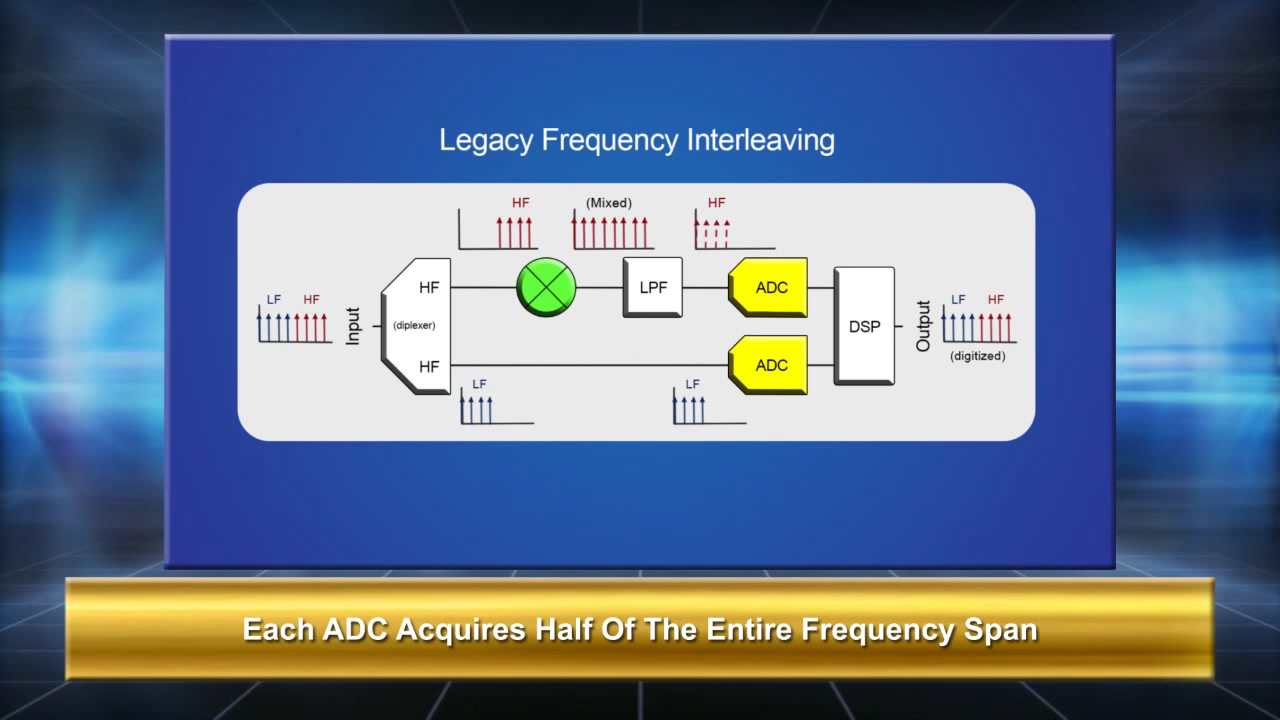 Legacy Frequency Interleaving
HF
(Mixed)
HF
HF
LPF
ADC
LF HF
Input
(diplexer)
DSP
Output
LF HF
(digitized)
HF
ADC
LF
LF
Each ADC Acquires Half Of The Entire Frequency Span